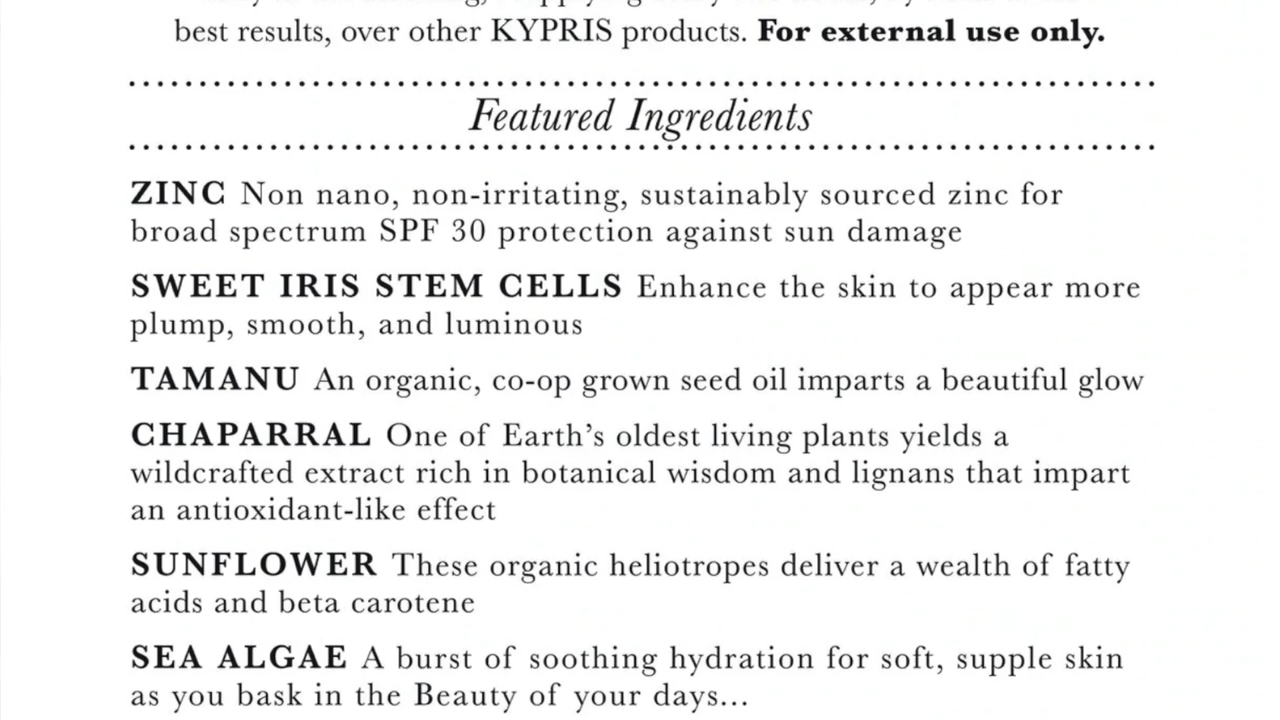 best results, over other KYPRIS products. For external use only.
Featured Ingredients
ZINC Non nano, non-irritating, sustainably sourced zinc for
broad spectrum SPF 30 protection against sun damage
SWEET IRIS STEM CELLS Enhance the skin to appear more
plump, smooth, and luminous
TAMANU An organic, co-op grown seed oil imparts a beautiful glow
CHAPARRAL One of Earth's oldest living plants yields a
wildcrafted extract rich in botanical wisdom and lignans that impart
an antioxidant-like effect
SUNFLOWER These organic heliotropes deliver a wealth of fatty
acids and beta carotene
SEA ALGAE A burst of soothing hydration for soft, supple skin
as you bask in the Beauty of your days...